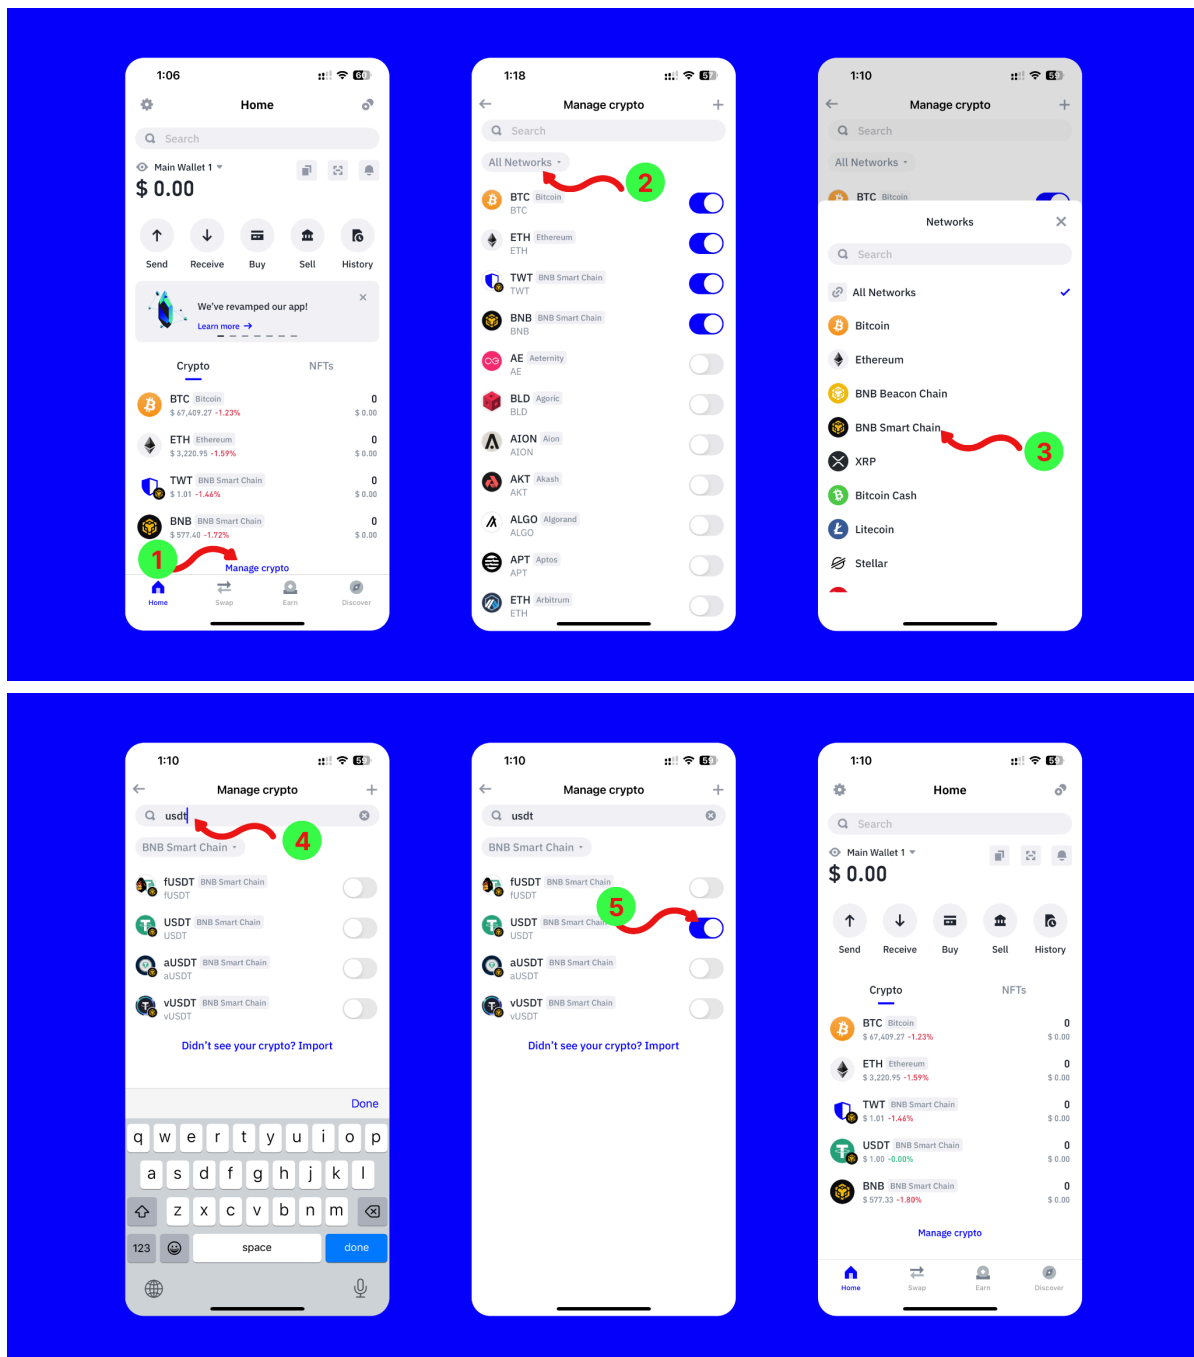 1:06
60
Home
Search
Main Wallet 1
$ 0.00
Send Receive Buy Sell History
We've revamped our app!
Learn more
Crypto NFTs
BTC Bitcoin 0
$ 67,409.27 -1.23% $ 0.00
ETH Ethereum 0
$ 3,220.95 -1.59% $ 0.00
TWT BNB Smart Chain 0
$ 1.01 -1.46% $ 0.00
BNB BNB Smart Chain 0
$ 577.40 -1.72% $ 0.00
1
Manage crypto
Home Swap Earn Discover
1:18
57
Manage crypto
Search
All Networks
2
BTC Bitcoin
BTC
ETH Ethereum
ETH
TWT BNB Smart Chain
TWT
BNB BNB Smart Chain
BNB
AE Aeternity
AE
BLD Agoric
BLD
AION Aion
AION
AKT Akash
AKT
ALGO Algorand
ALGO
APT Aptos
APT
ETH Arbitrum
ETH
1:10
59
Manage crypto
Search
All Networks
BTC Bitcoin
Networks
Search
All Networks
Bitcoin
Ethereum
BNB Beacon Chain
BNB Smart Chain
3
XRP
Bitcoin Cash
Litecoin
Stellar
1:10
59
Manage crypto
usdt
4
BNB Smart Chain
fUSDT BNB Smart Chain
fUSDT
USDT BNB Smart Chain
USDT
aUSDT BNB Smart Chain
aUSDT
vUSDT BNB Smart Chain
vUSDT
Didn't see your crypto? Import
Done
q w e r t y u i o p
a s d f g h j k l
z x c v b n m
123 space done
1:10
59
Manage crypto
usdt
BNB Smart Chain
fUSDT BNB Smart Chain
fUSDT
5
USDT BNB Smart Chain
USDT
aUSDT BNB Smart Chain
aUSDT
vUSDT BNB Smart Chain
vUSDT
Didn't see your crypto? Import
1:10
59
Home
Search
Main Wallet 1
$ 0.00
Send Receive Buy Sell History
Crypto NFTs
BTC Bitcoin 0
$ 67,409.27 -1.23% $ 0.00
ETH Ethereum 0
$ 3,220.95 -1.59% $ 0.00
TWT BNB Smart Chain 0
$ 1.01 -1.46% $ 0.00
USDT BNB Smart Chain 0
$ 1.00 -0.00% $ 0.00
BNB BNB Smart Chain 0
$ 577.33 -1.80% $ 0.00
Manage crypto
Home Swap Earn Discover